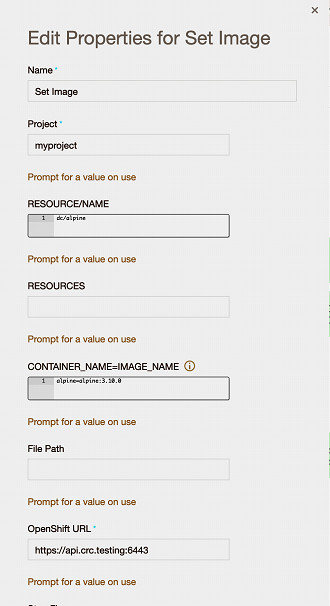 ×
Edit Properties for Set Image
Name *
Set Image
Project *
myproject
Prompt for a value on use
RESOURCE/NAME
1 dc/alpine
Prompt for a value on use
RESOURCES
Prompt for a value on use
CONTAINER_NAME=IMAGE_NAME
1 alpine=alpine:3.10.0
Prompt for a value on use
File Path
Prompt for a value on use
OpenShift URL *
https://api.crc.testing:6443
Prompt for a value on use